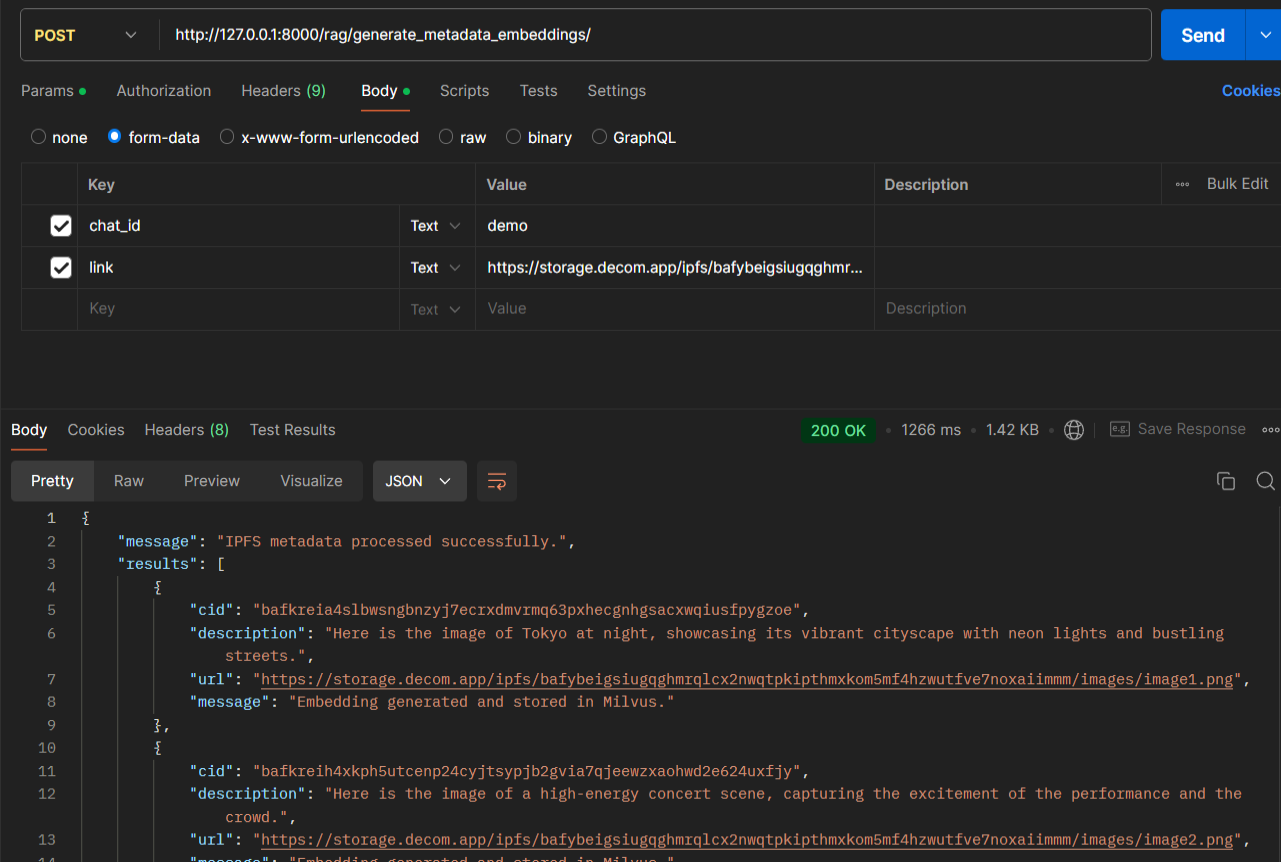 POST http://127.0.0.1:8000/rag/generate_metadata_embeddings/ Send
Params Authorization Headers (9) Body Scripts Tests Settings Cookies
none form-data x-www-form-urlencoded raw binary GraphQL
Key Value Description Bulk Edit
chat_id Text demo
link Text https://storage.decom.app/ipfs/bafybeigsiugqghmr...
Key Text Value Description
Body Cookies Headers (8) Test Results 200 OK 1266 ms 1.42 KB e.g. Save Response
Pretty Raw Preview Visualize JSON
1 {
2 "message": "IPFS metadata processed successfully.",
3 "results": [
4 {
5 "cid": "bafkreia4slbwsngbnzyj7ecrxdmvrmq63pxhecgnhgsacxwqiusfpygzoe",
6 "description": "Here is the image of Tokyo at night, showcasing its vibrant cityscape with neon lights and bustling
streets.",
7 "url": "https://storage.decom.app/ipfs/bafybeigsiugqghmrqlcx2nwqtpkipthmxkom5mf4hzwutfve7noxaiimmm/images/image1.png",
8 "message": "Embedding generated and stored in Milvus."
9 },
10 {
11 "cid": "bafkreih4xkph5utcenp24cyjtsypjb2gvia7qjeewzxaohwd2e624uxfjy",
12 "description": "Here is the image of a high-energy concert scene, capturing the excitement of the performance and the
crowd.",
13 "url": "https://storage.decom.app/ipfs/bafybeigsiugqghmrqlcx2nwqtpkipthmxkom5mf4hzwutfve7noxaiimmm/images/image2.png",
14 "message": "Embedding generated and stored in Milvus."